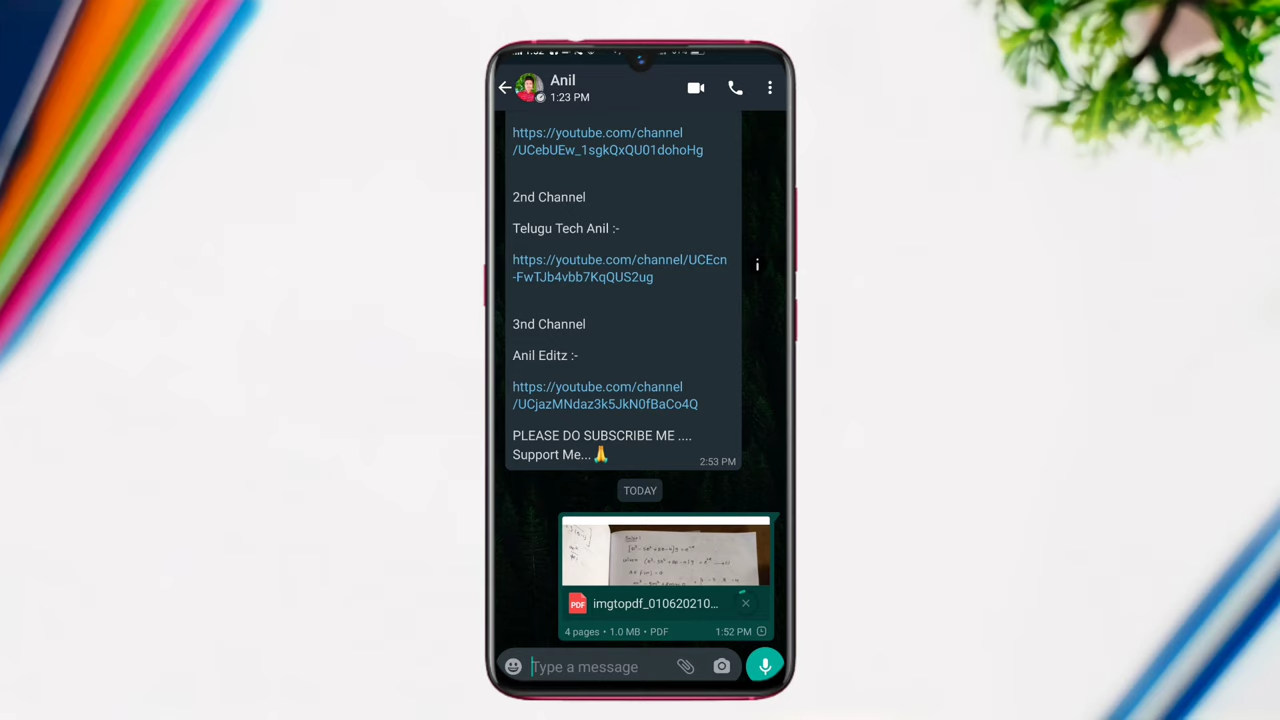 Anil
1:23 PM
https://youtube.com/channel
/UCebUEw_1sgkQxQU01dohoHg
2nd Channel
Telugu Tech Anil :-
https://youtube.com/channel/UCEcn
-FwTJb4vbb7KqQUS2ug
3nd Channel
Anil Editz :-
https://youtube.com/channel
/UCjazMNdaz3k5JkN0fBaCo4Q
PLEASE DO SUBSCRIBE ME ....
Support Me...🙏
2:53 PM
TODAY
PDF
imgtopdf_010620210...
4 pages • 1.0 MB • PDF
1:52 PM
Type a message